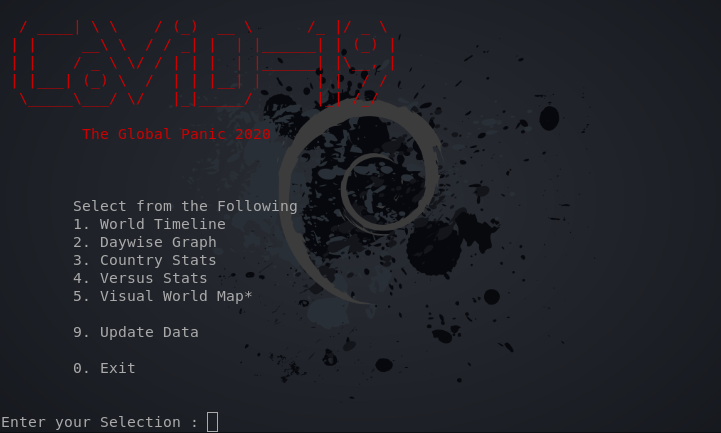 CoViD-19
The Global Panic 2020
Select from the Following
1. World Timeline
2. Daywise Graph
3. Country Stats
4. Versus Stats
5. Visual World Map*
9. Update Data
0. Exit
Enter your Selection :